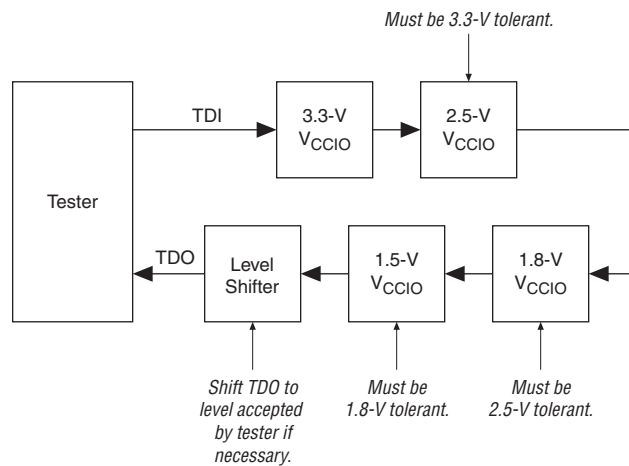 Must be 3.3-V tolerant.
Tester
TDI
3.3-V
VCCIO
2.5-V
VCCIO
TDO
Level
Shifter
1.5-V
VCCIO
1.8-V
VCCIO
Shift TDO to
level accepted
by tester if
necessary.
Must be
1.8-V tolerant.
Must be
2.5-V tolerant.